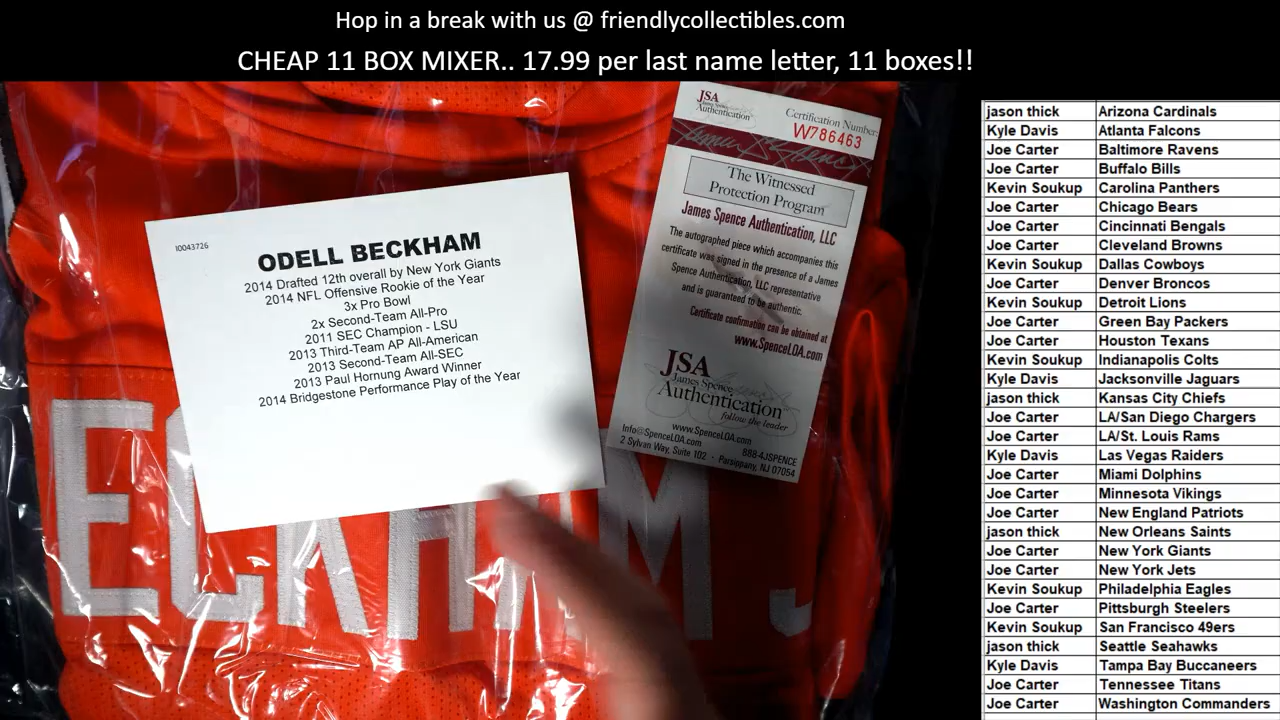 Hop in a break with us @ friendlycollectibles.com
CHEAP 11 BOX MIXER.. 17.99 per last name letter, 11 boxes!!
I0043726
ODELL BECKHAM
2014 Drafted 12th overall by New York Giants
2014 NFL Offensive Rookie of the Year
3x Pro Bowl
2x Second-Team All-Pro
2011 SEC Champion - LSU
2013 Third-Team AP All-American
2013 Second-Team All-SEC
2013 Paul Hornung Award Winner
2014 Bridgestone Performance Play of the Year
JSA
James Spence
Authentication
Certification Number:
W786463
The Witnessed
Protection Program
James Spence Authentication, LLC
The autographed piece which accompanies this
certificate was signed in the presence of a James
Spence Authentication, LLC representative
and is guaranteed to be authentic.
Certificate confirmation can be obtained at
www.SpenceLOA.com
JSA
James Spence
Authentication
follow the leader
www.SpenceLOA.com
Info@SpenceLOA.com 888-4JSPENCE
2 Sylvan Way, Suite 102 · Parsippany, NJ 07054
ECKHAM J
jason thick Arizona Cardinals
Kyle Davis Atlanta Falcons
Joe Carter Baltimore Ravens
Joe Carter Buffalo Bills
Kevin Soukup Carolina Panthers
Joe Carter Chicago Bears
Joe Carter Cincinnati Bengals
Joe Carter Cleveland Browns
Kevin Soukup Dallas Cowboys
Joe Carter Denver Broncos
Kevin Soukup Detroit Lions
Joe Carter Green Bay Packers
Joe Carter Houston Texans
Kevin Soukup Indianapolis Colts
Kyle Davis Jacksonville Jaguars
jason thick Kansas City Chiefs
Joe Carter LA/San Diego Chargers
Joe Carter LA/St. Louis Rams
Kyle Davis Las Vegas Raiders
Joe Carter Miami Dolphins
Joe Carter Minnesota Vikings
Joe Carter New England Patriots
jason thick New Orleans Saints
Joe Carter New York Giants
Joe Carter New York Jets
Kevin Soukup Philadelphia Eagles
Joe Carter Pittsburgh Steelers
Kevin Soukup San Francisco 49ers
jason thick Seattle Seahawks
Kyle Davis Tampa Bay Buccaneers
Joe Carter Tennessee Titans
Joe Carter Washington Commanders